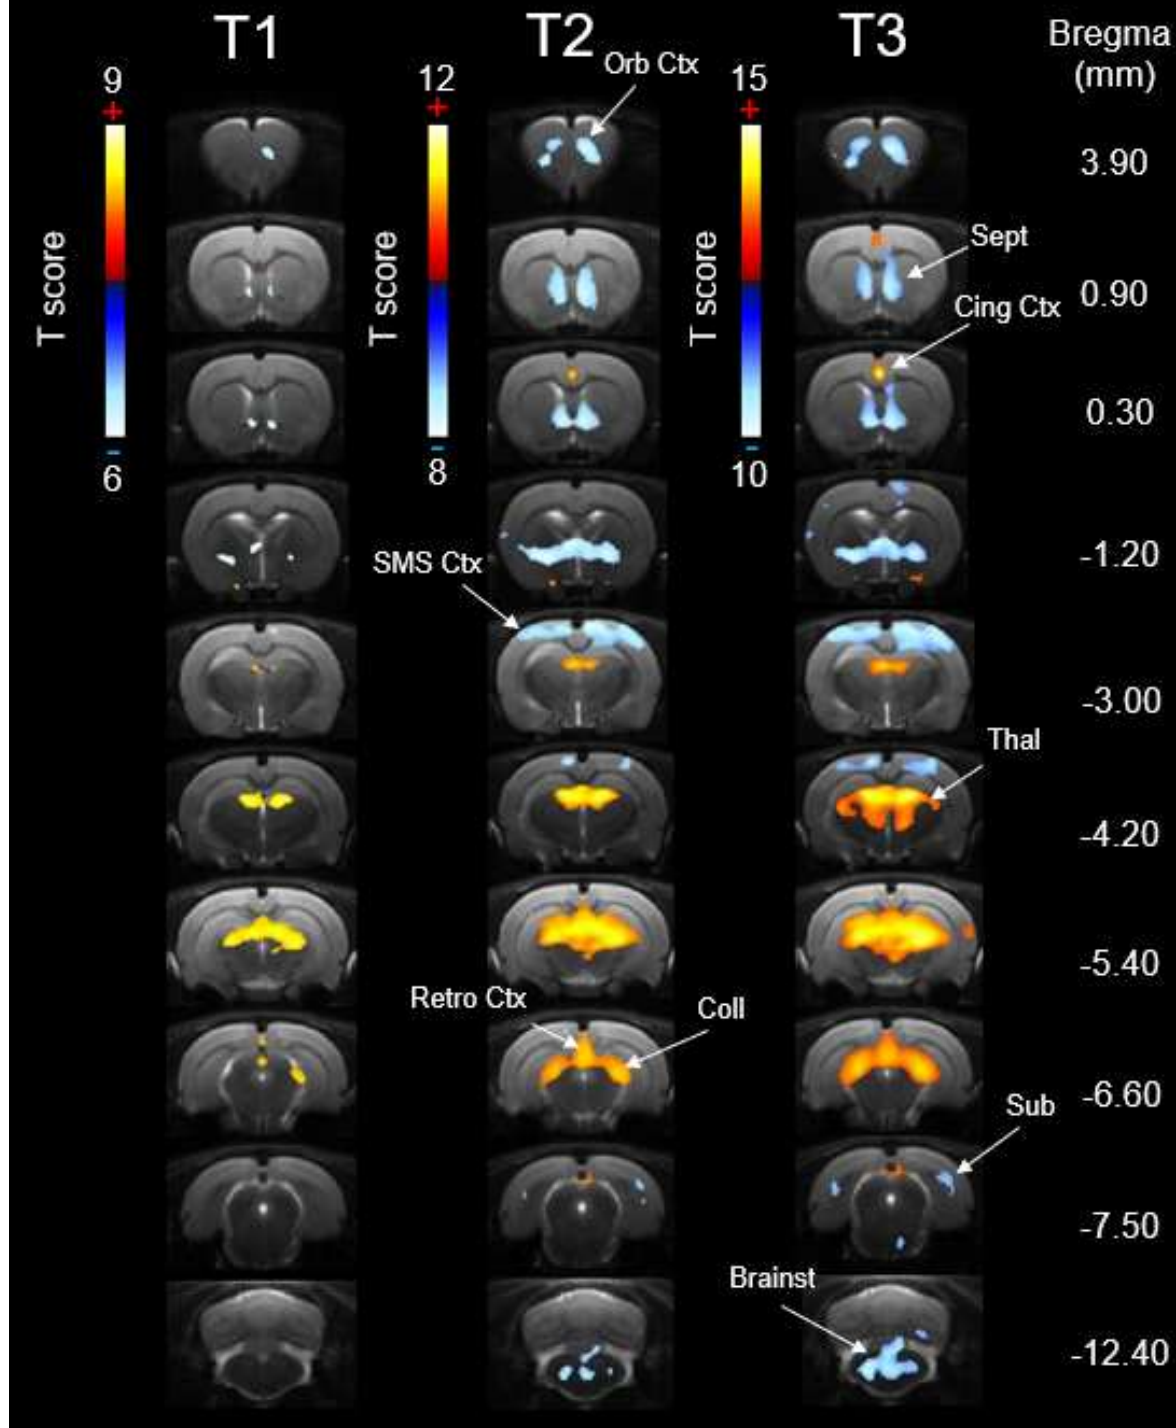 T1 T2 T3 Bregma
(mm)
9 12 15
+ + +
Orb Ctx
3.90
T score T score T score
Sept
0.90
Cing Ctx
0.30
- - -
6 8 10
-1.20
SMS Ctx
-3.00
Thal
-4.20
-5.40
Retro Ctx Coll
-6.60
Sub
-7.50
Brainst
-12.40